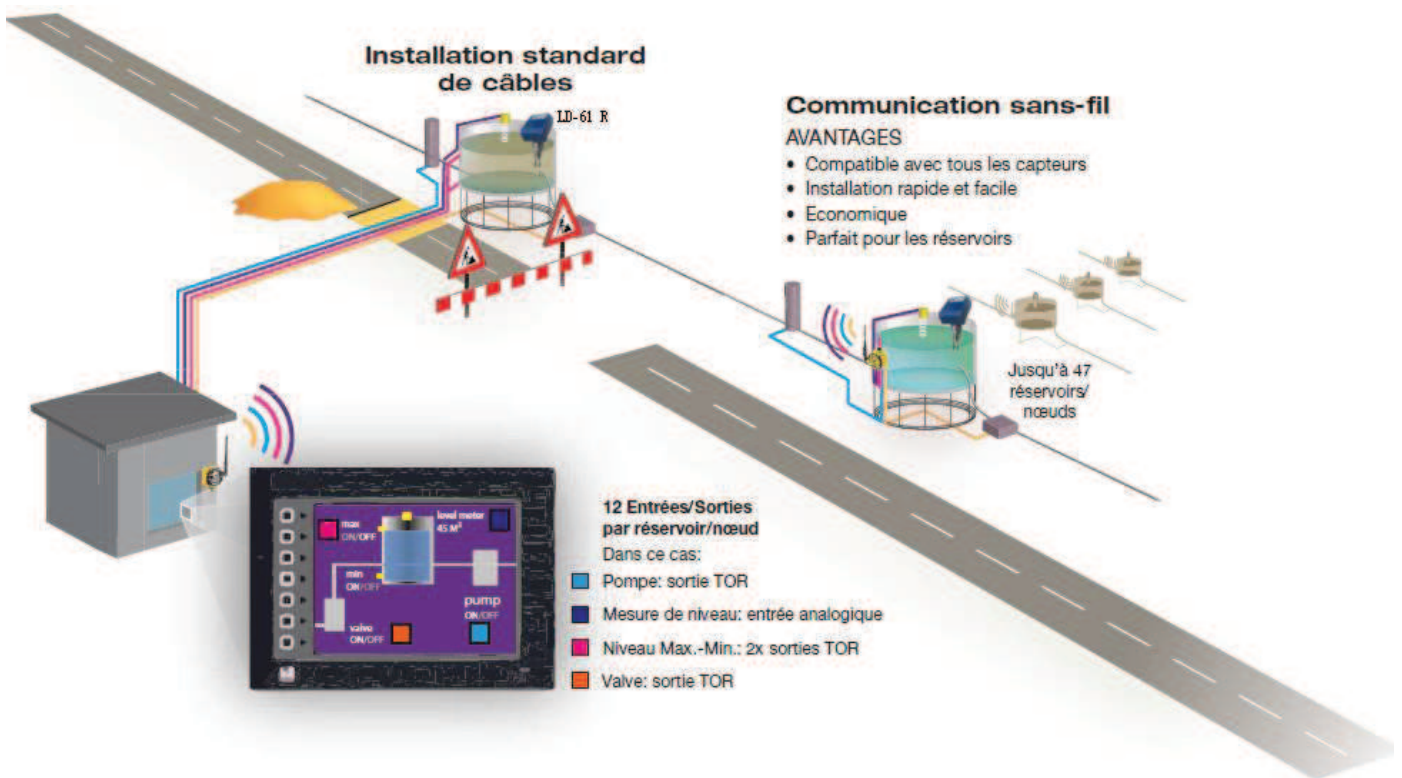 Installation standard
de câbles
LD-61 R
Communication sans-fil
AVANTAGES
• Compatible avec tous les capteurs
• Installation rapide et facile
• Economique
• Parfait pour les réservoirs
Jusqu'à 47
réservoirs/
nœuds
max
ON/OFF
level meter
45 M³
min
ON/OFF
pump
ON/OFF
valve
ON/OFF
12 Entrées/Sorties
par réservoir/nœud
Dans ce cas:
Pompe: sortie TOR
Mesure de niveau: entrée analogique
Niveau Max.-Min.: 2x sorties TOR
Valve: sortie TOR